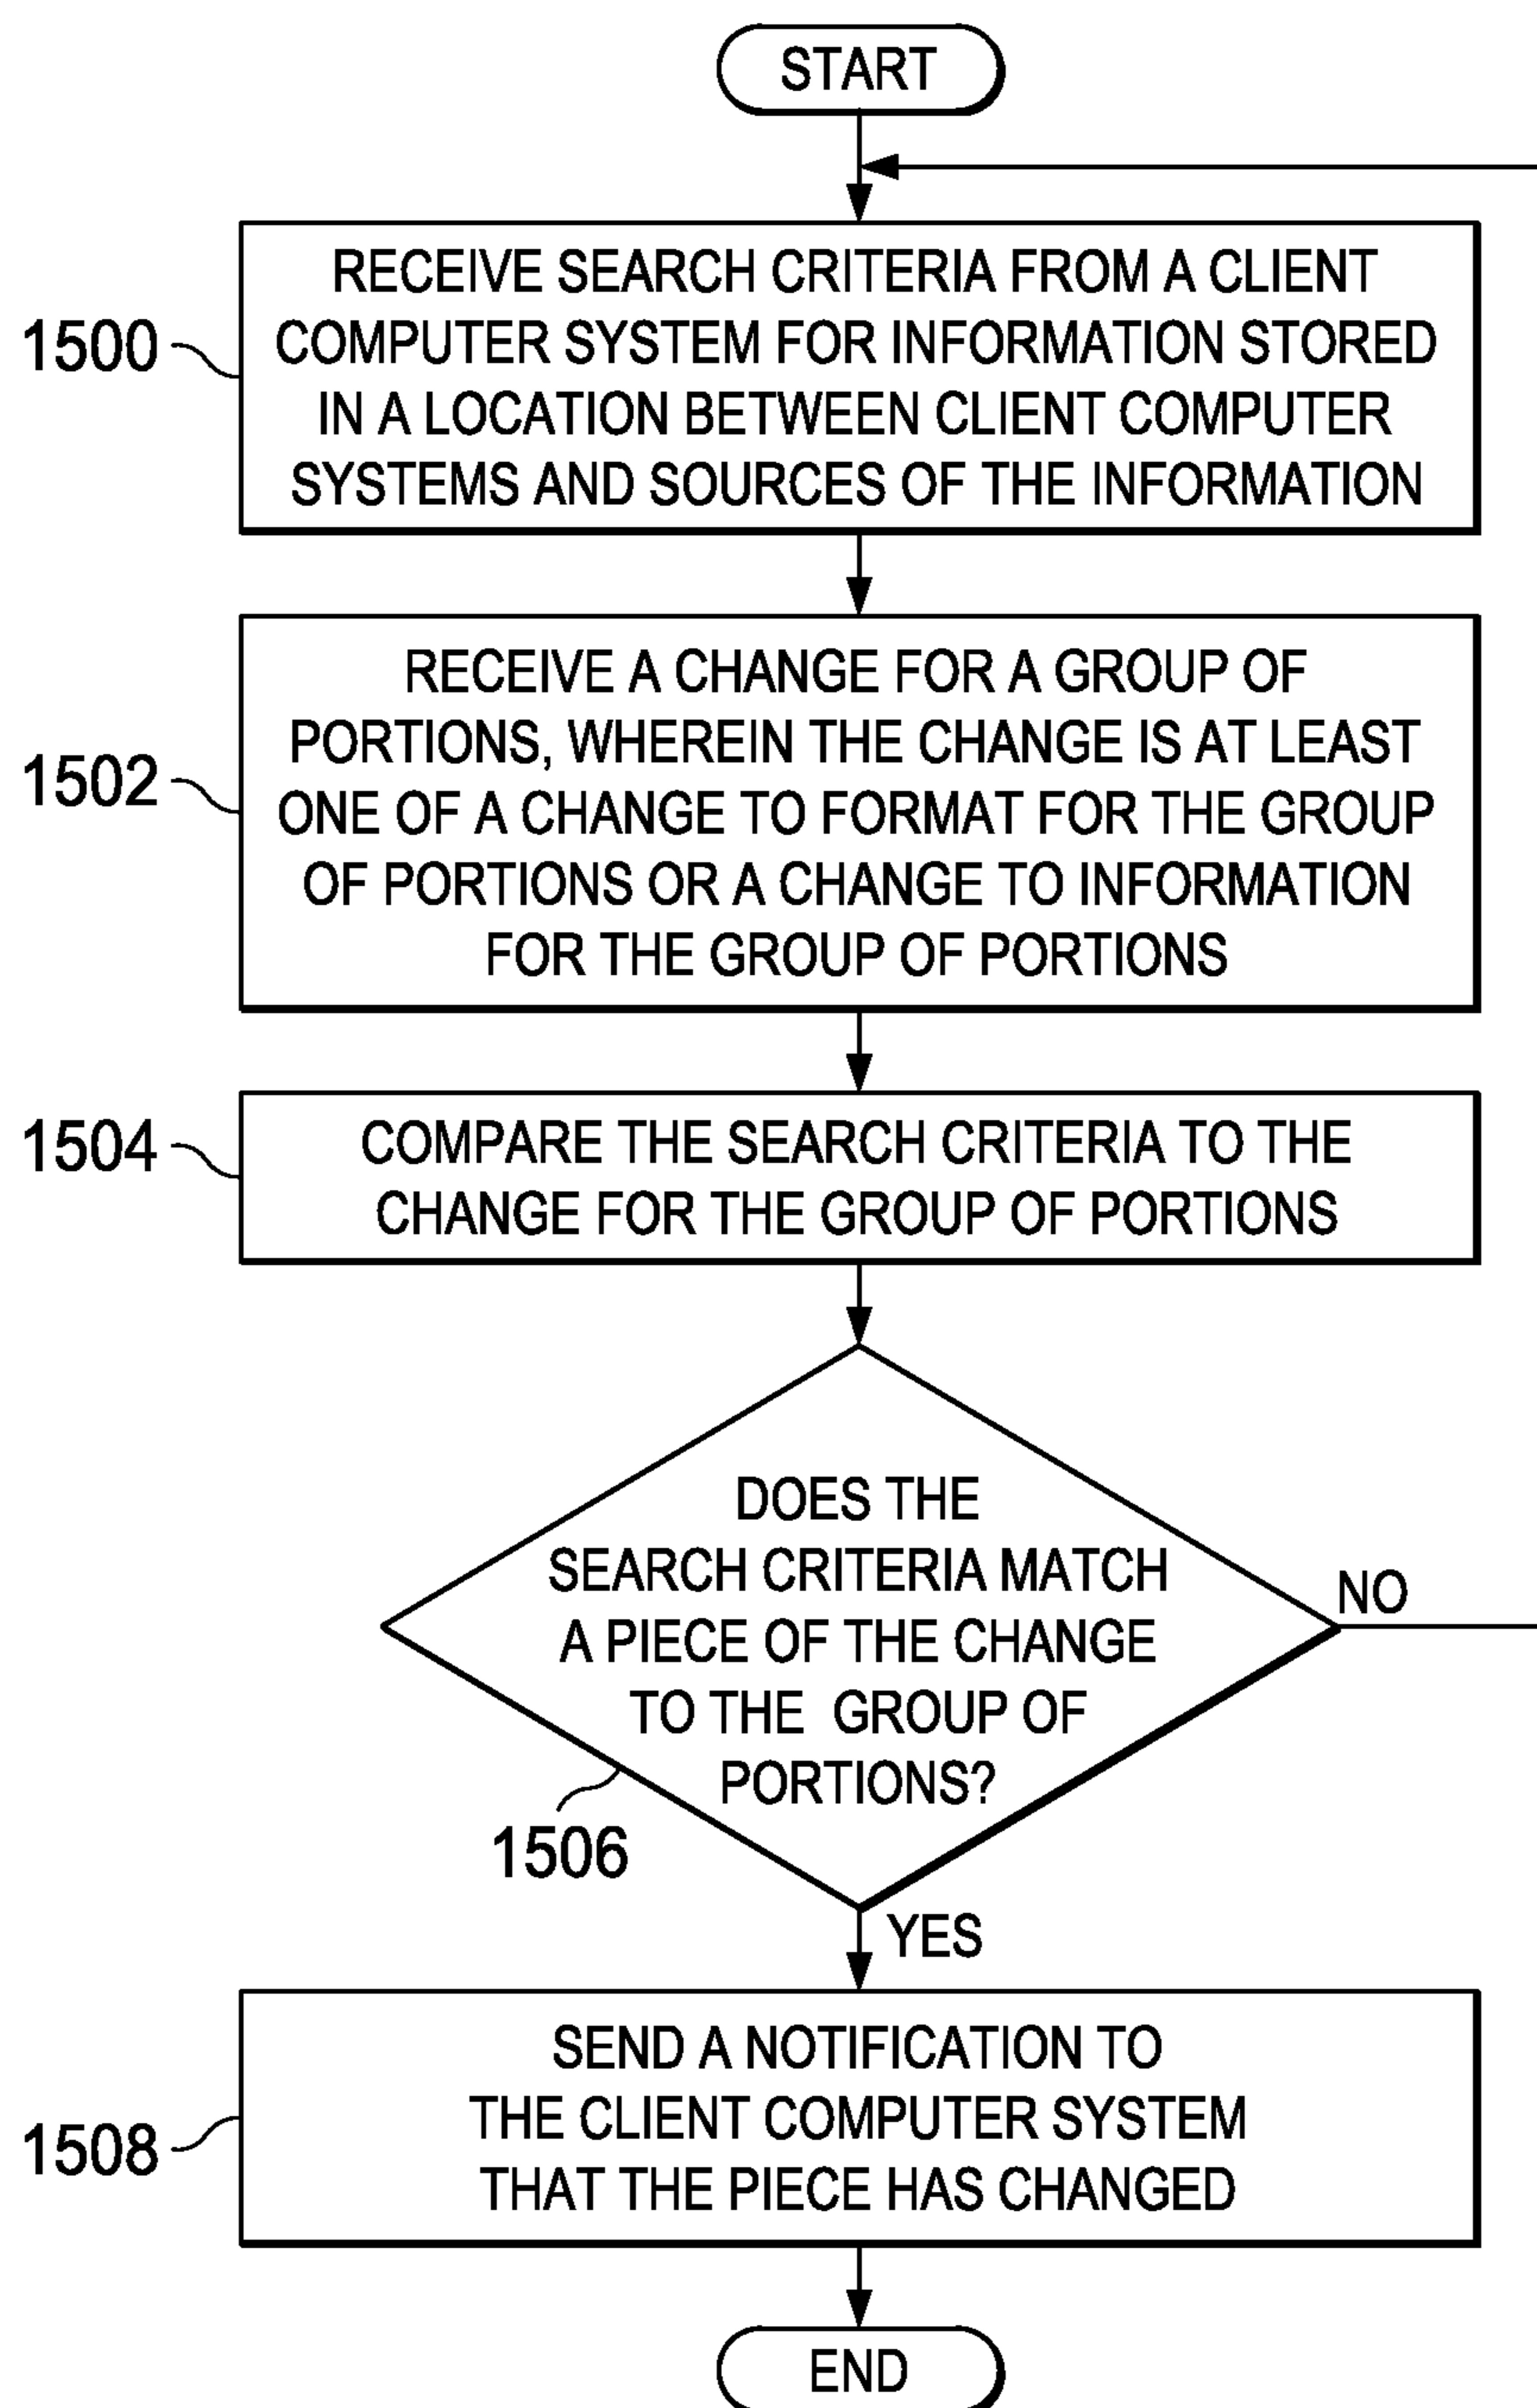 START
RECEIVE SEARCH CRITERIA FROM A CLIENT
COMPUTER SYSTEM FOR INFORMATION STORED
IN A LOCATION BETWEEN CLIENT COMPUTER
SYSTEMS AND SOURCES OF THE INFORMATION
1500
RECEIVE A CHANGE FOR A GROUP OF
PORTIONS, WHEREIN THE CHANGE IS AT LEAST
ONE OF A CHANGE TO FORMAT FOR THE GROUP
OF PORTIONS OR A CHANGE TO INFORMATION
FOR THE GROUP OF PORTIONS
1502
COMPARE THE SEARCH CRITERIA TO THE
CHANGE FOR THE GROUP OF PORTIONS
1504
DOES THE
SEARCH CRITERIA MATCH
A PIECE OF THE CHANGE
TO THE GROUP OF
PORTIONS?
NO
1506
YES
SEND A NOTIFICATION TO
THE CLIENT COMPUTER SYSTEM
THAT THE PIECE HAS CHANGED
1508
END